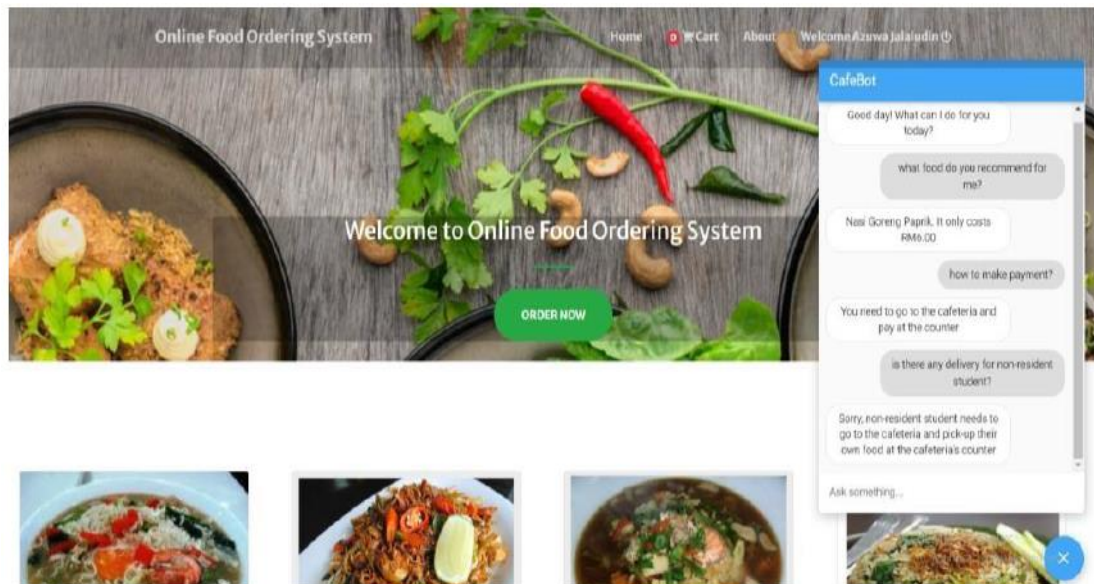 Online Food Ordering System
Home
0 Cart
About
Welcome Azuwa Jalaludin
Welcome to Online Food Ordering System
ORDER NOW
CafeBot
Good day! What can I do for you
today?
what food do you recommend for
me?
Nasi Goreng Paprik. It only costs
RM6.00
how to make payment?
You need to go to the cafeteria and
pay at the counter
is there any delivery for non-resident
student?
Sorry, non-resident student needs to
go to the cafeteria and pick-up their
own food at the cafeteria's counter
Ask something...